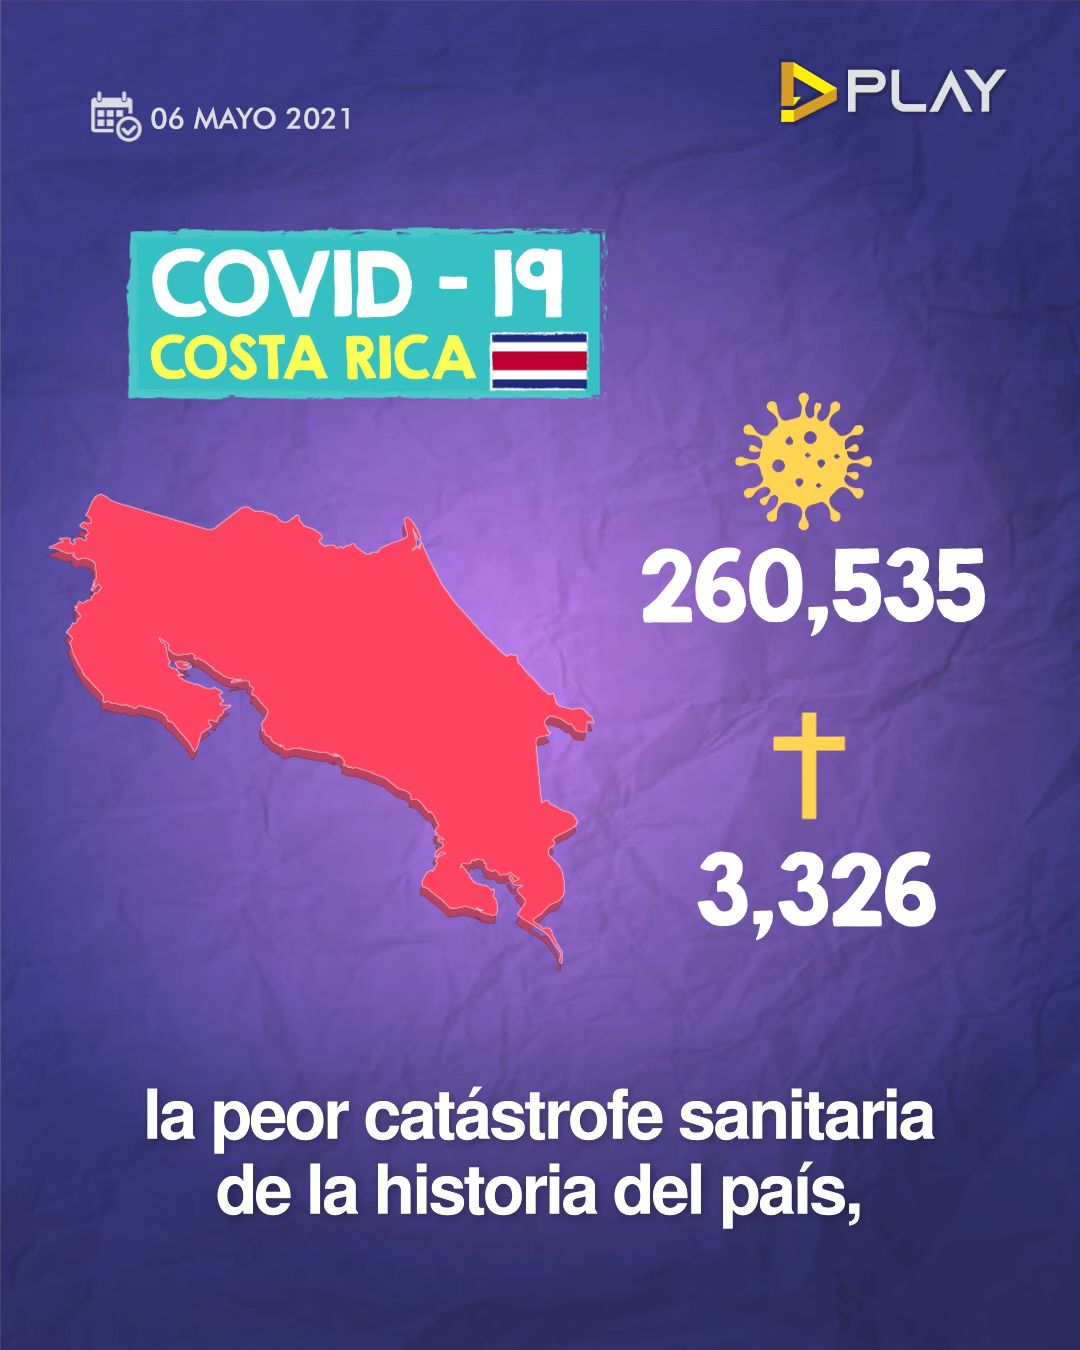 06 MAYO 2021
PLAY
COVID - 19
COSTA RICA
260,535
3,326
la peor catástrofe sanitaria
de la historia del país,